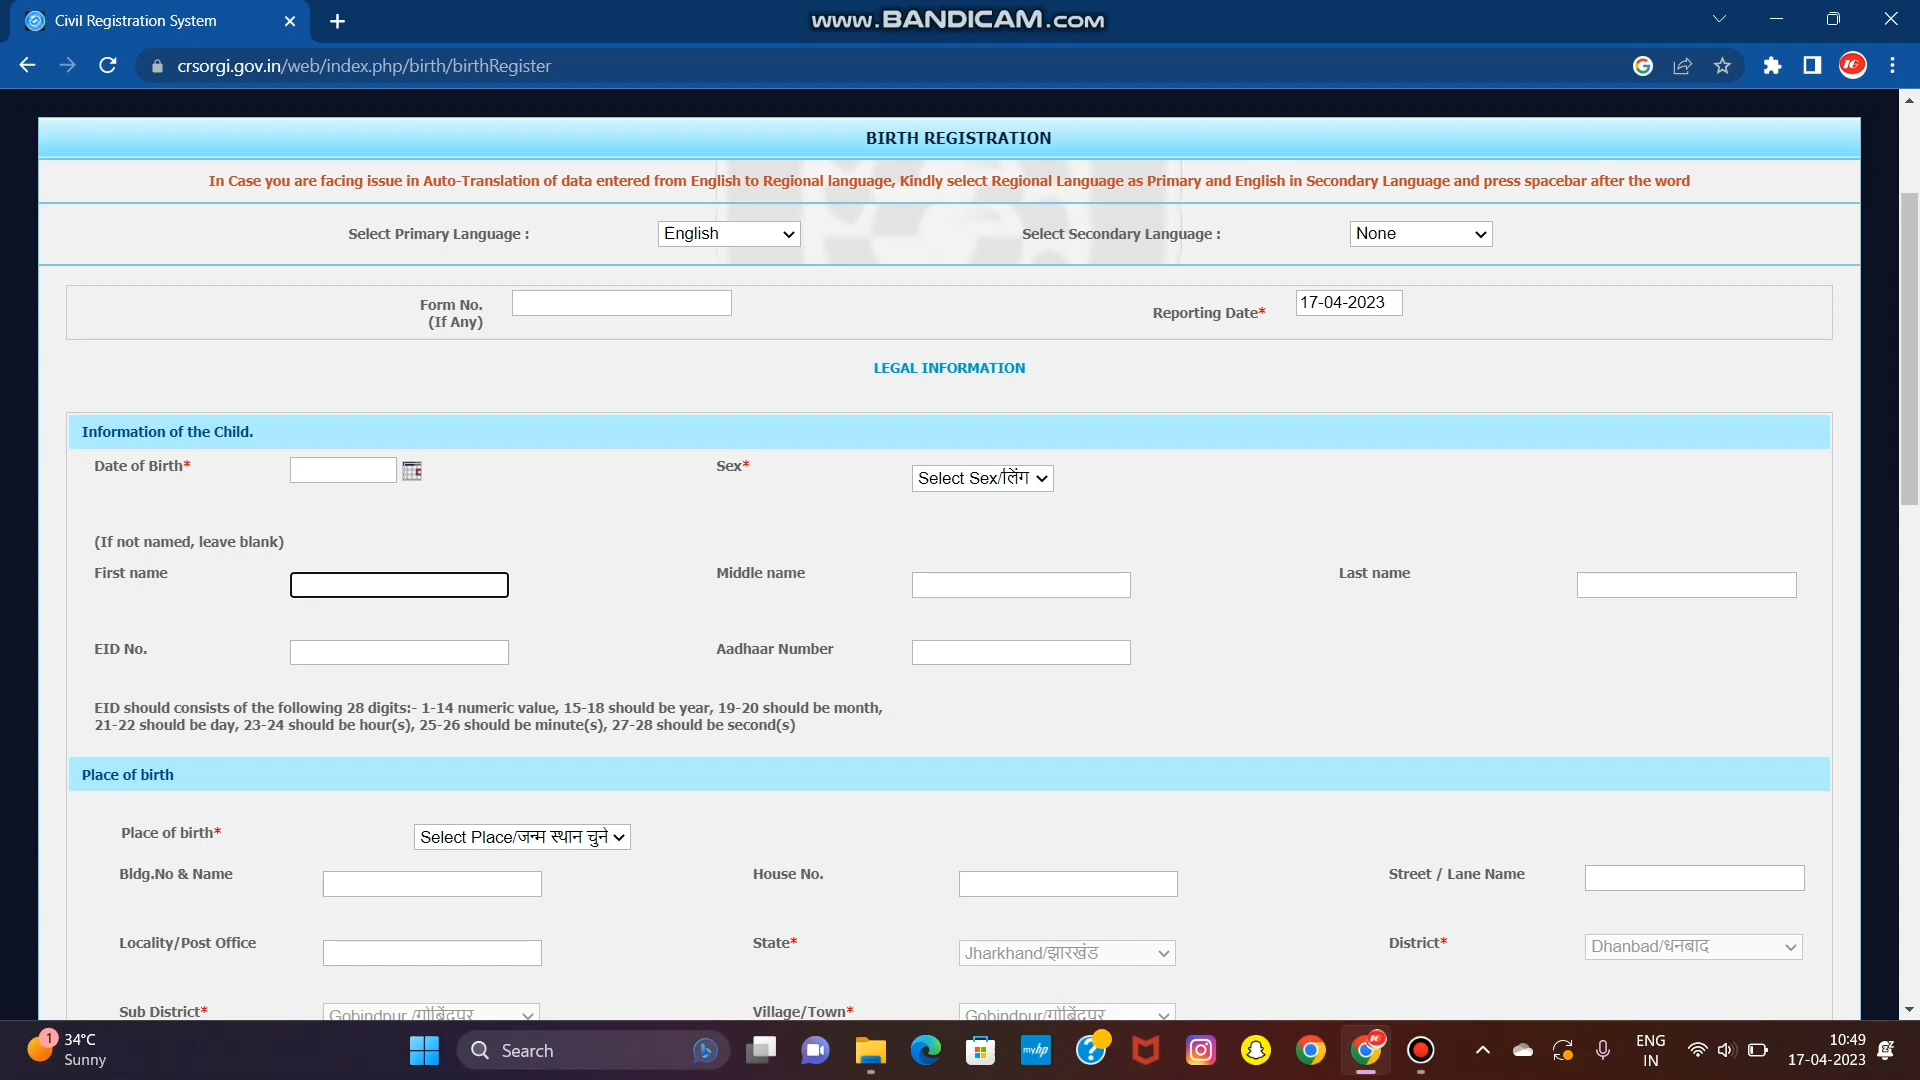 Civil Registration System
www.BANDICAM.com
crsorgi.gov.in/web/index.php/birth/birthRegister
BIRTH REGISTRATION
In Case you are facing issue in Auto-Translation of data entered from English to Regional language, Kindly select Regional Language as Primary and English in Secondary Language and press spacebar after the word
Select Primary Language : English Select Secondary Language : None
Form No. (If Any)
Reporting Date* 17-04-2023
LEGAL INFORMATION
Information of the Child.
Date of Birth* Sex* Select Sex/लिंग
(If not named, leave blank)
First name Middle name Last name
EID No. Aadhaar Number
EID should consists of the following 28 digits:- 1-14 numeric value, 15-18 should be year, 19-20 should be month,
21-22 should be day, 23-24 should be hour(s), 25-26 should be minute(s), 27-28 should be second(s)
Place of birth
Place of birth* Select Place/जन्म स्थान चुने
Bldg.No & Name House No. Street / Lane Name
Locality/Post Office State* Jharkhand/झारखंड District* Dhanbad/धनबाद
Sub District* Gobindpur /गोबिंदपुर Village/Town* Gobindpur/गोबिंदपुर
1 34°C
Sunny
Search
myhp
ENG
IN
10:49
17-04-2023